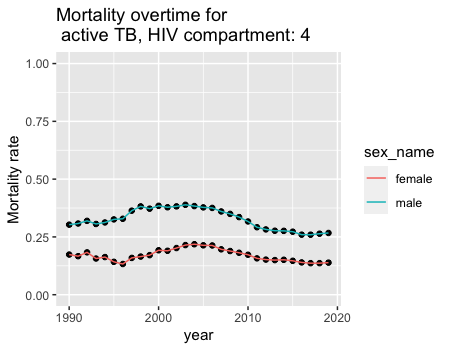 Mortality overtime for
active TB, HIV compartment: 4
1.00
0.75
0.50
0.25
0.00
Mortality rate
1990
2000
2010
2020
year
sex_name
female
male